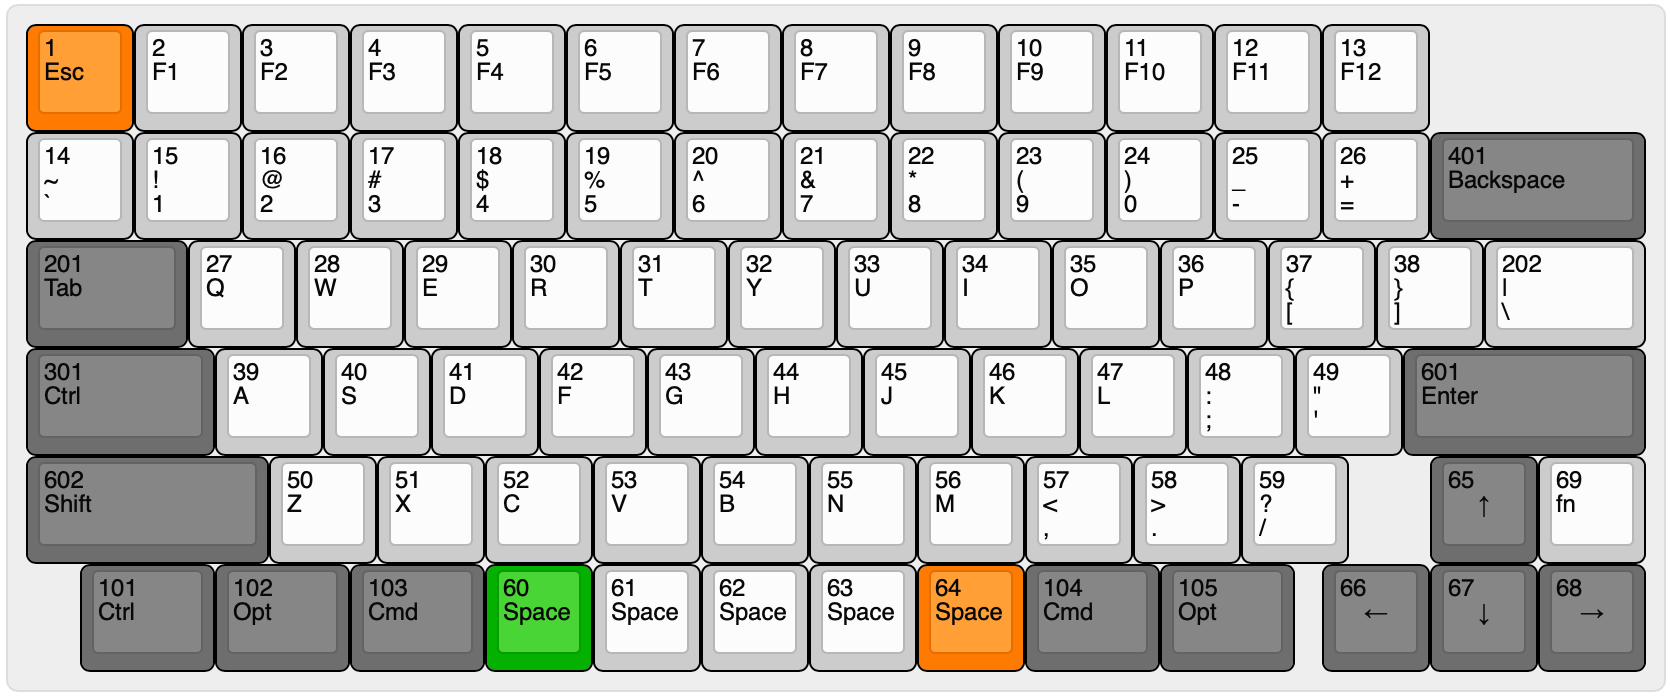 1 2 3 4 5 6 7 8 9 10 11 12 13
Esc F1 F2 F3 F4 F5 F6 F7 F8 F9 F10 F11 F12
14 15 16 17 18 19 20 21 22 23 24 25 26 401
~ ! @ # $ % ^ & * ( ) _ + Backspace
` 1 2 3 4 5 6 7 8 9 0 - =
201 27 28 29 30 31 32 33 34 35 36 37 38 202
Tab Q W E R T Y U I O P { } |
[ ] \
301 39 40 41 42 43 44 45 46 47 48 49 601
Ctrl A S D F G H J K L : " Enter
; '
602 50 51 52 53 54 55 56 57 58 59 65 69
Shift Z X C V B N M < > ? ↑ fn
, . /
101 102 103 60 61 62 63 64 104 105 66 67 68
Ctrl Opt Cmd Space Space Space Space Space Cmd Opt ← ↓ →